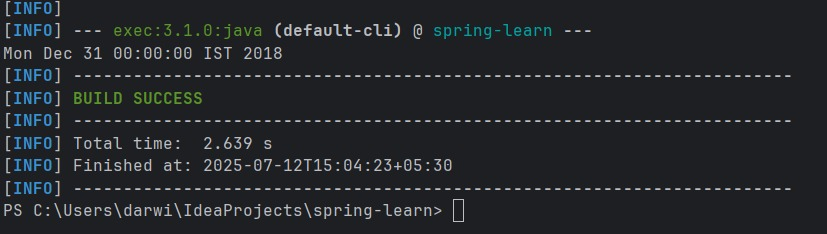 [INFO]
[INFO] --- exec:3.1.0:java (default-cli) @ spring-learn ---
Mon Dec 31 00:00:00 IST 2018
[INFO] ------------------------------------------------------------------------
[INFO] BUILD SUCCESS
[INFO] ------------------------------------------------------------------------
[INFO] Total time:  2.639 s
[INFO] Finished at: 2025-07-12T15:04:23+05:30
[INFO] ------------------------------------------------------------------------
PS C:\Users\darwi\IdeaProjects\spring-learn>